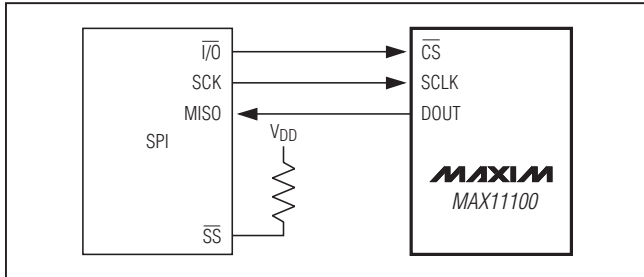 I/O
CS
SCK
SCLK
MISO
DOUT
VDD
SPI
MAXIM
MAX11100
SS